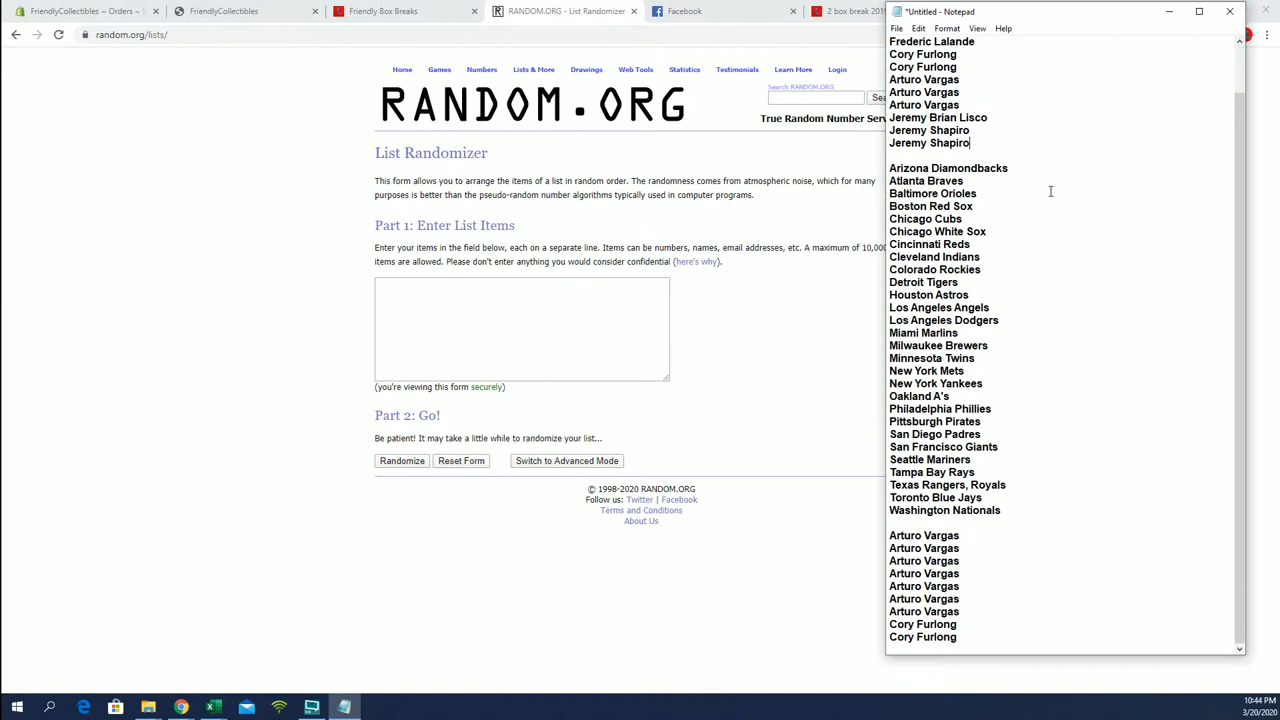 FriendlyCollectibles ~ Orders ~ S
FriendlyCollectibles
Friendly Box Breaks
RANDOM.ORG - List Randomizer
Facebook
2 box break 201
random.org/lists/
Home Games Numbers Lists & More Drawings Web Tools Statistics Testimonials Learn More Login
RANDOM.ORG
Search RANDOM.ORG
Sea
True Random Number Serv
List Randomizer
This form allows you to arrange the items of a list in random order. The randomness comes from atmospheric noise, which for many
purposes is better than the pseudo-random number algorithms typically used in computer programs.
Part 1: Enter List Items
Enter your items in the field below, each on a separate line. Items can be numbers, names, email addresses, etc. A maximum of 10,000
items are allowed. Please don't enter anything you would consider confidential (here's why).
(you're viewing this form securely)
Part 2: Go!
Be patient! It may take a little while to randomize your list...
Randomize Reset Form Switch to Advanced Mode
© 1998-2020 RANDOM.ORG
Follow us: Twitter | Facebook
Terms and Conditions
About Us
*Untitled - Notepad
File Edit Format View Help
Frederic Lalande
Cory Furlong
Cory Furlong
Arturo Vargas
Arturo Vargas
Arturo Vargas
Jeremy Brian Lisco
Jeremy Shapiro
Jeremy Shapiro
Arizona Diamondbacks
Atlanta Braves
Baltimore Orioles
Boston Red Sox
Chicago Cubs
Chicago White Sox
Cincinnati Reds
Cleveland Indians
Colorado Rockies
Detroit Tigers
Houston Astros
Los Angeles Angels
Los Angeles Dodgers
Miami Marlins
Milwaukee Brewers
Minnesota Twins
New York Mets
New York Yankees
Oakland A's
Philadelphia Phillies
Pittsburgh Pirates
San Diego Padres
San Francisco Giants
Seattle Mariners
Tampa Bay Rays
Texas Rangers, Royals
Toronto Blue Jays
Washington Nationals
Arturo Vargas
Arturo Vargas
Arturo Vargas
Arturo Vargas
Arturo Vargas
Arturo Vargas
Arturo Vargas
Cory Furlong
Cory Furlong
10:44 PM
3/20/2020